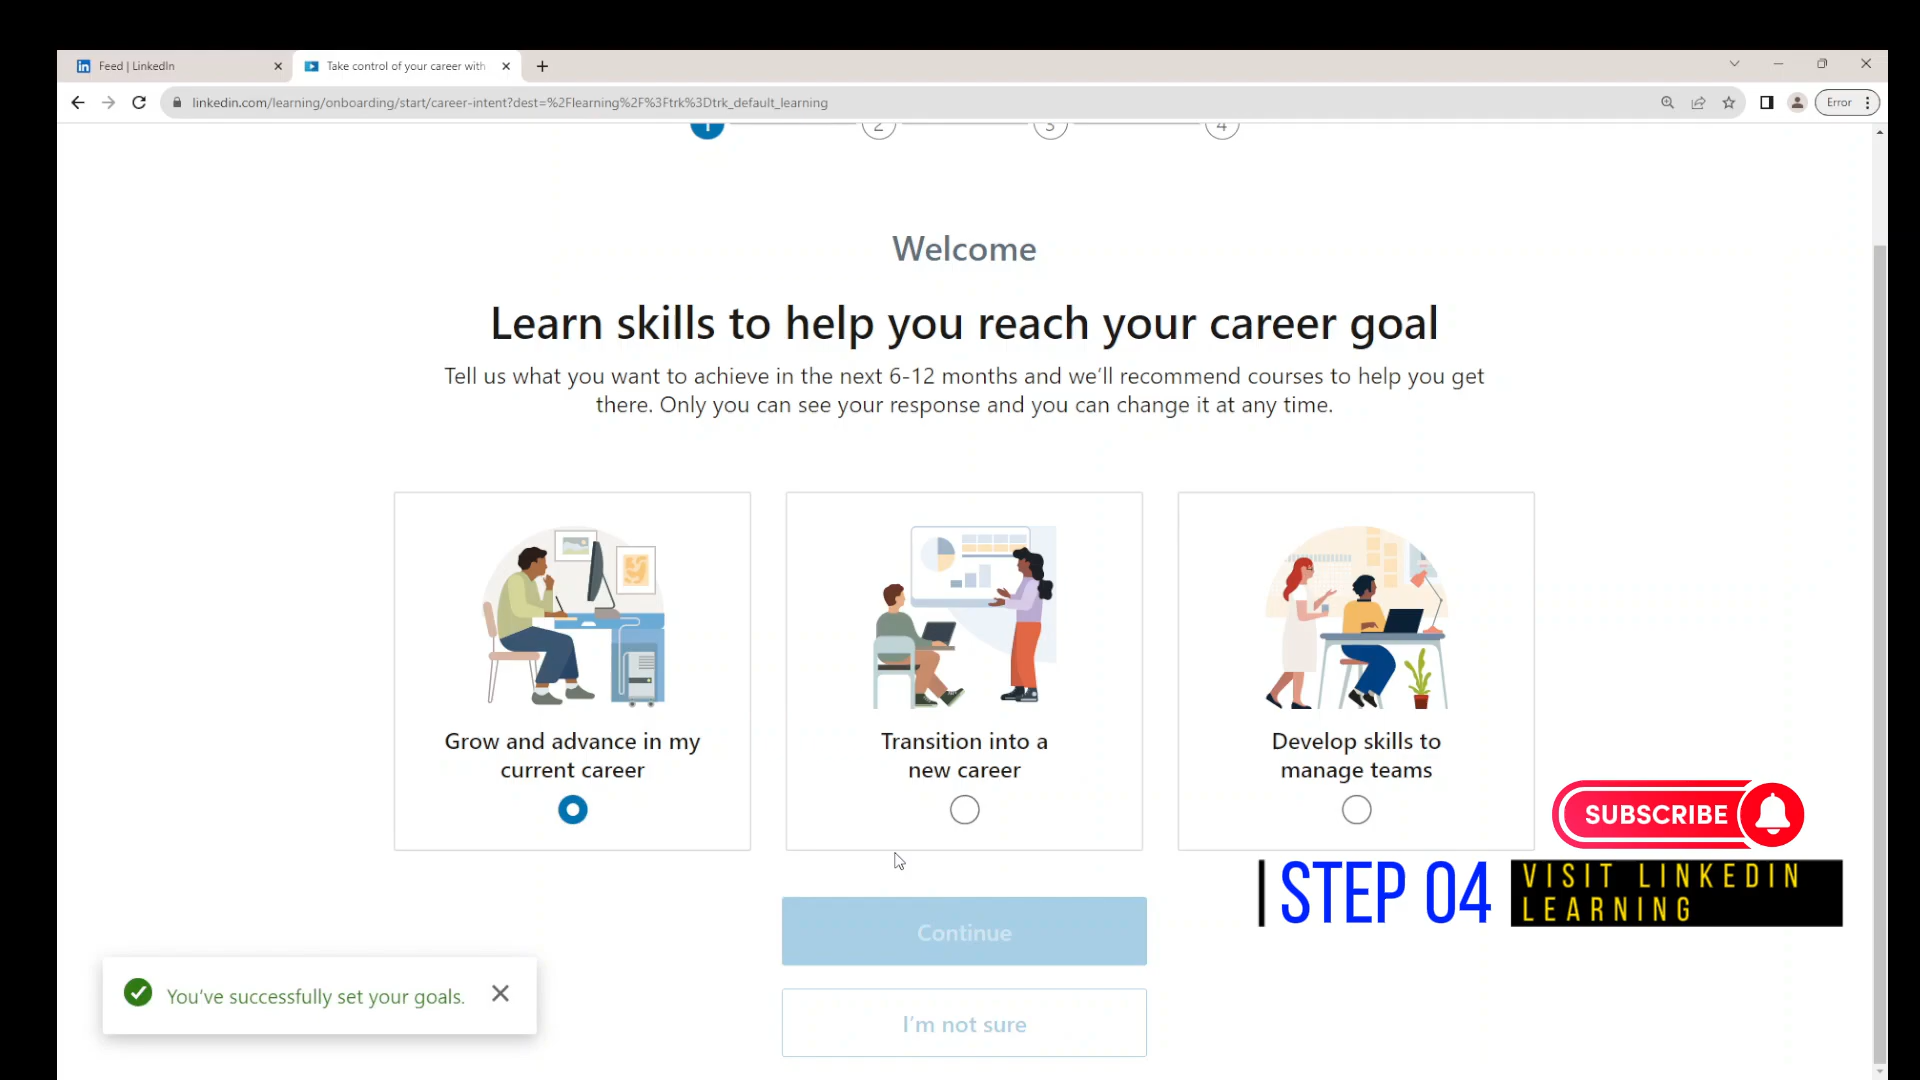 Feed | LinkedIn
Take control of your career with
linkedin.com/learning/onboarding/start/career-intent?dest=%2Flearning%2F%3Ftrk%3Dtrk_default_learning
Error
1
2
3
4
Welcome
Learn skills to help you reach your career goal
Tell us what you want to achieve in the next 6-12 months and we’ll recommend courses to help you get
there. Only you can see your response and you can change it at any time.
Grow and advance in my
current career
Transition into a
new career
Develop skills to
manage teams
SUBSCRIBE
STEP 04
VISIT LINKEDIN
LEARNING
Continue
You’ve successfully set your goals.
I’m not sure